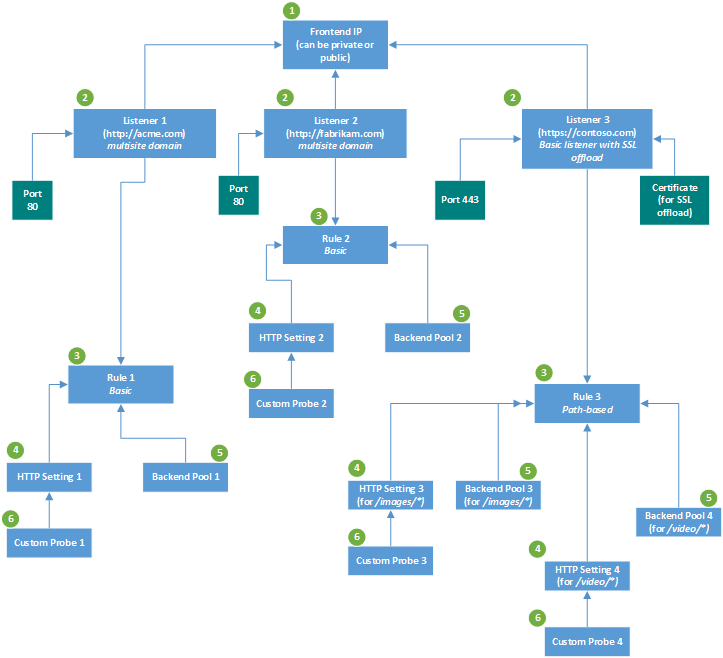 1
Frontend IP
(can be private or
public)
2
Listener 1
(http://acme.com)
multisite domain
2
Listener 2
(http://fabrikam.com)
multisite domain
2
Listener 3
(https://contoso.com)
Basic listener with SSL
offload
Port
80
Port
80
Port 443
Certificate
(for SSL
offload)
3
Rule 2
Basic
4
HTTP Setting 2
5
Backend Pool 2
6
Custom Probe 2
3
Rule 1
Basic
4
HTTP Setting 1
5
Backend Pool 1
6
Custom Probe 1
3
Rule 3
Path-based
4
HTTP Setting 3
(for /images/*)
5
Backend Pool 3
(for /images/*)
5
Backend Pool 4
(for /video/*)
6
Custom Probe 3
4
HTTP Setting 4
(for /video/*)
6
Custom Probe 4